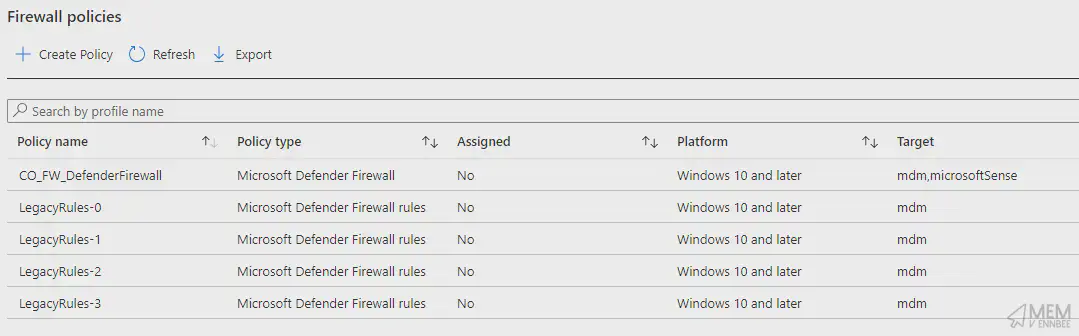 Firewall policies
Create Policy Refresh Export
Search by profile name
Policy name Policy type Assigned Platform Target
CO_FW_DefenderFirewall Microsoft Defender Firewall No Windows 10 and later mdm,microsoftSense
LegacyRules-0 Microsoft Defender Firewall rules No Windows 10 and later mdm
LegacyRules-1 Microsoft Defender Firewall rules No Windows 10 and later mdm
LegacyRules-2 Microsoft Defender Firewall rules No Windows 10 and later mdm
LegacyRules-3 Microsoft Defender Firewall rules No Windows 10 and later mdm
MEM
V ENNBEE